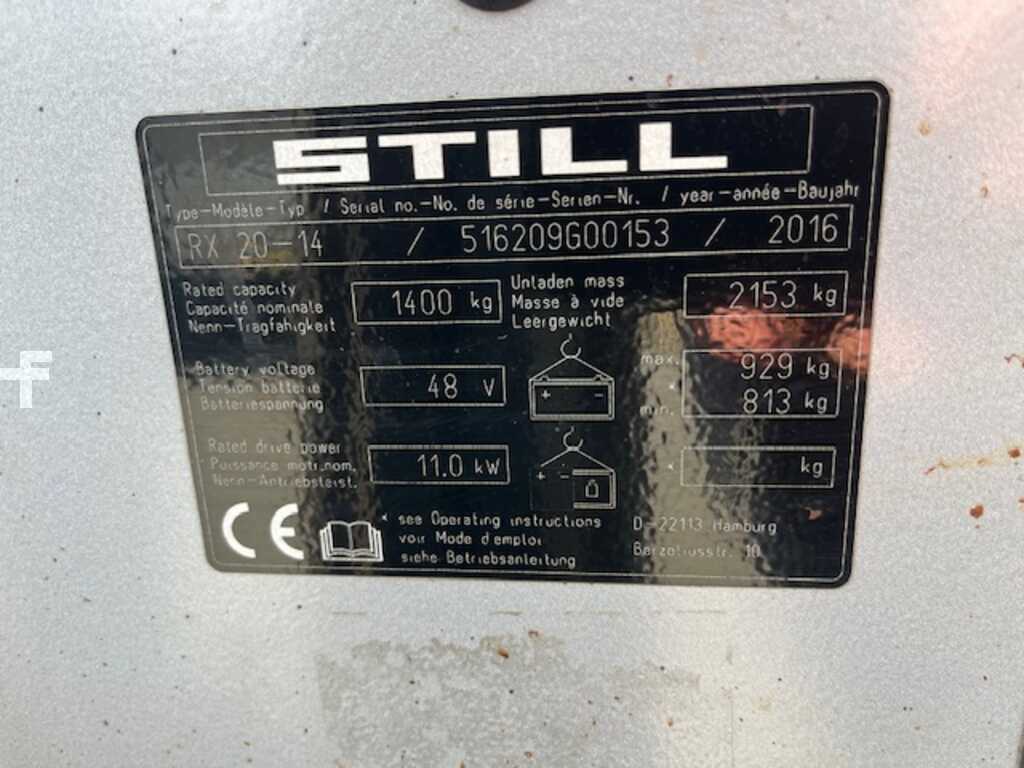 STILL
Type-Modèle-Typ / Serial no.-No. de série-Serien-Nr. / year-année-Baujahr
RX 20-14 / 516209G00153 / 2016
Rated capacity
Capacité nominale
Nenn-Tragfähigkeit
1400 kg
Unladen mass
Masse à vide
Leergewicht
2153 kg
Battery voltage
Tension batterie
Batteriespannung
48 V
+ -
max. 929 kg
min. 813 kg
Rated drive power
Puissance motr.nom.
Nenn-Antriebsleist.
11.0 kW
+ -
kg
CE
see Operating instructions
voir Mode d'emploi
siehe Betriebsanleitung
D-22113 Hamburg
Berzeliusstr. 10
F